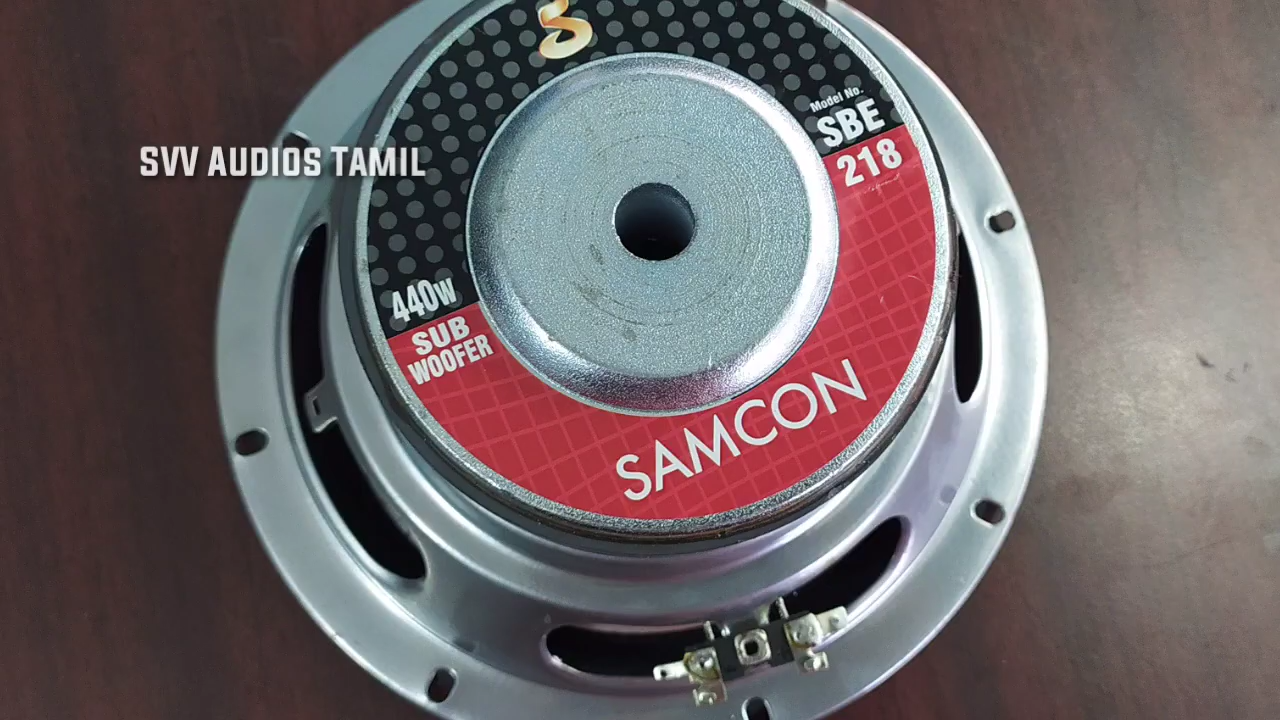 SVV AUDIOS TAMIL
Model No.
SBE
218
440W
SUB
WOOFER
SAMCON